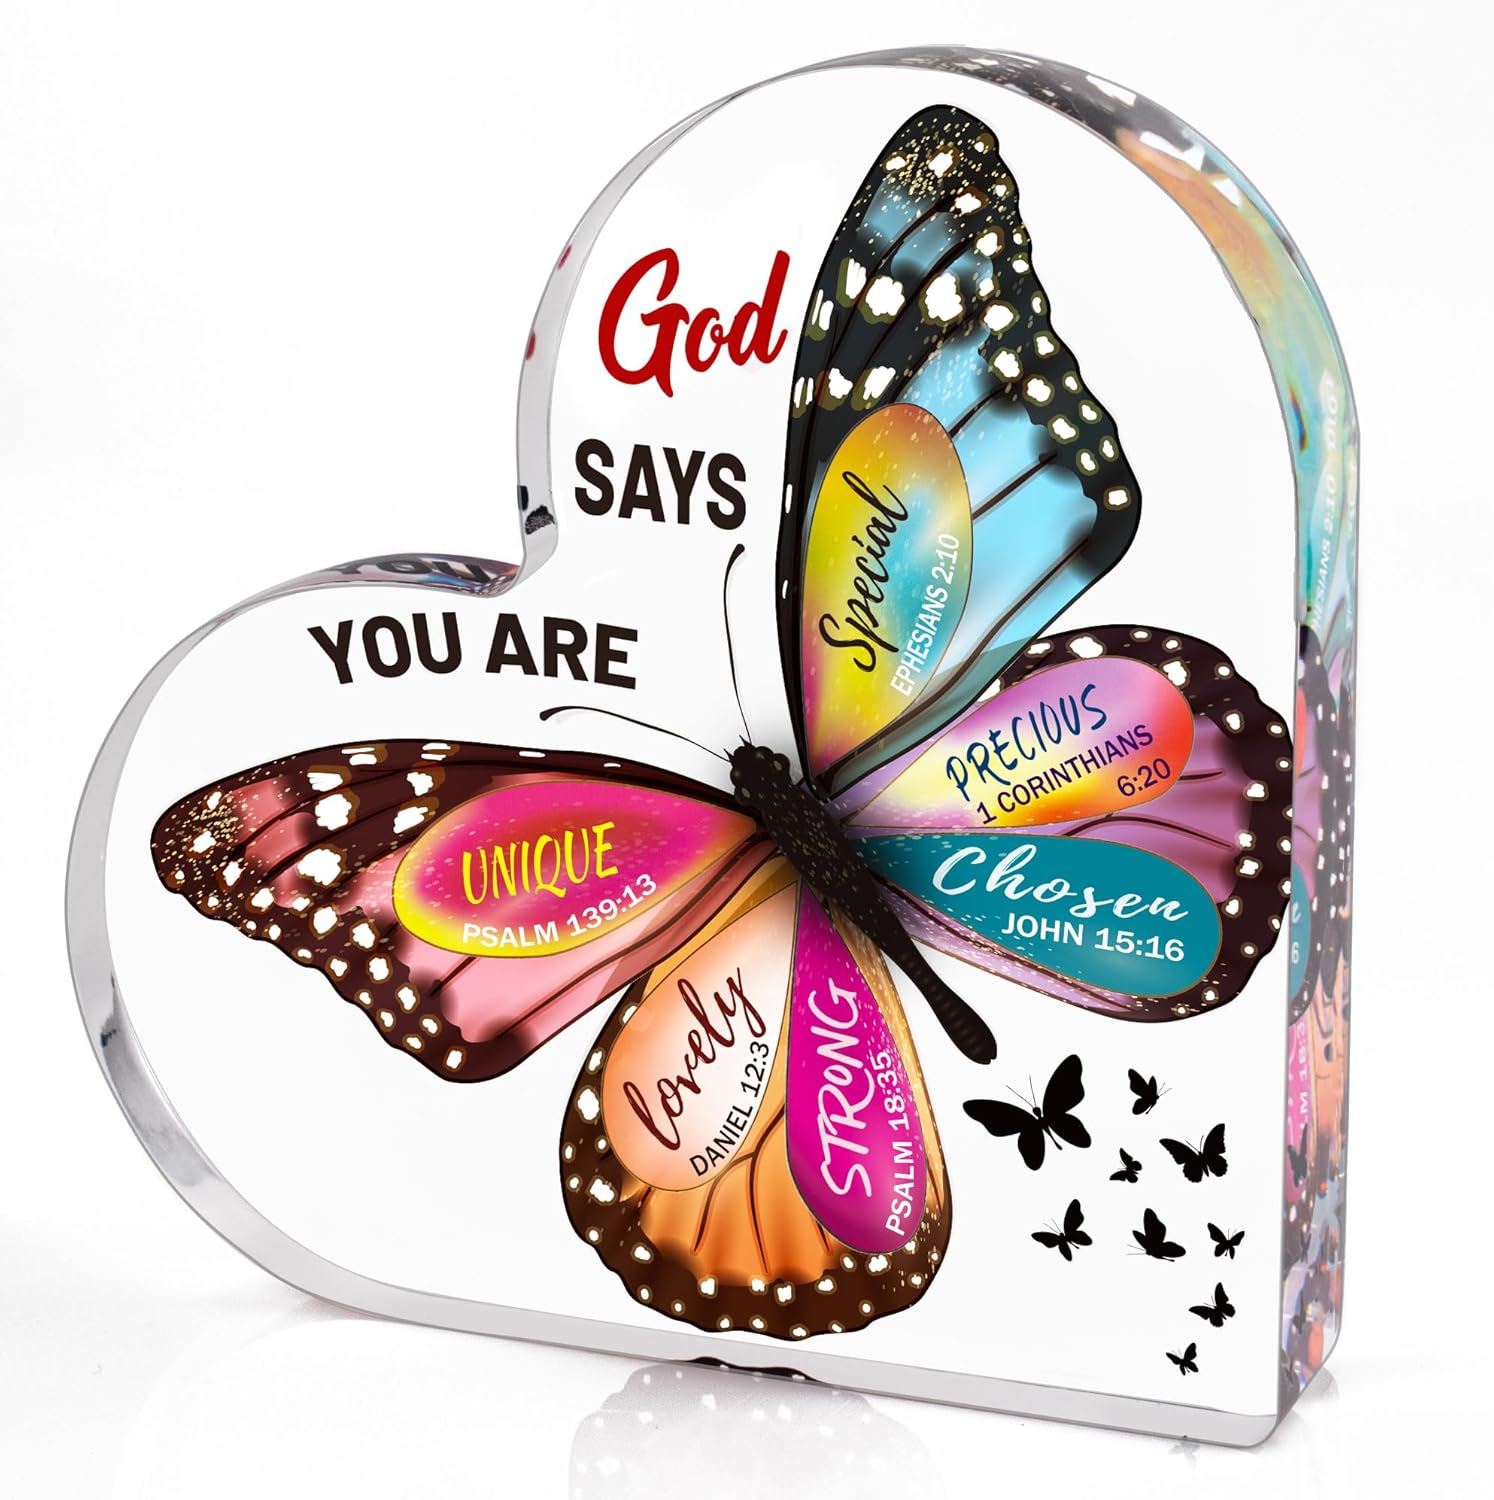 God
SAYS
YOU ARE
Special
EPHESIANS 2:10
PRECIOUS
1 CORINTHIANS
6:20
Chosen
JOHN 15:16
UNIQUE
PSALM 139:13
lovely
DANIEL 12:3
STRONG
PSALM 18:35